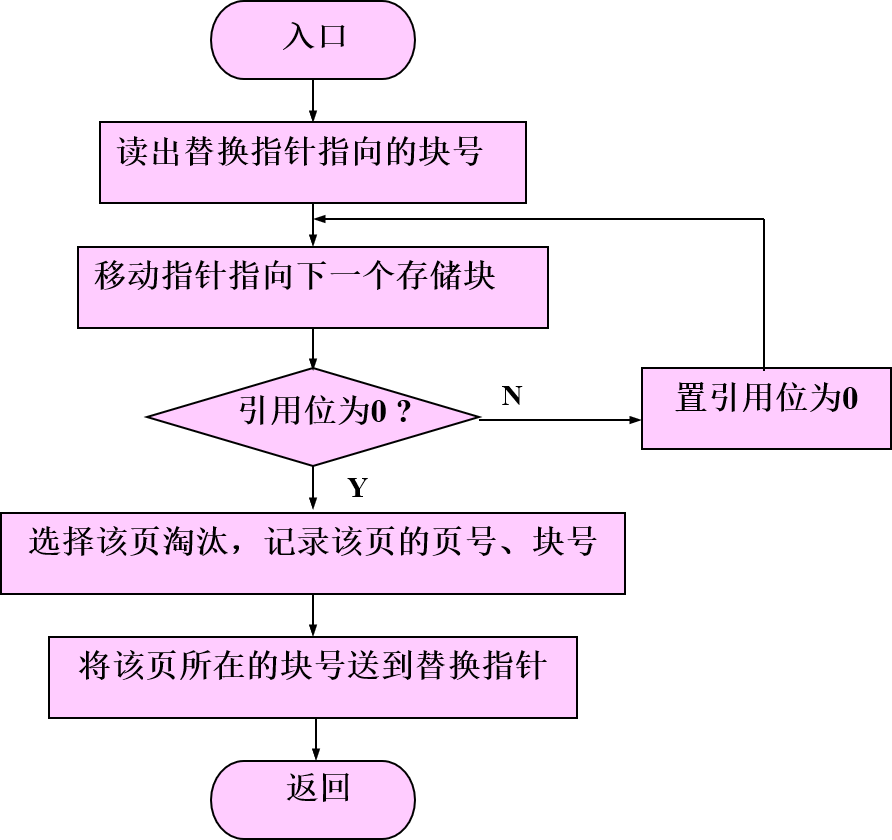 入口
读出替换指针指向的块号
移动指针指向下一个存储块
引用位为0？
N
置引用位为0
Y
选择该页淘汰，记录该页的页号、块号
将该页所在的块号送到替换指针
返回